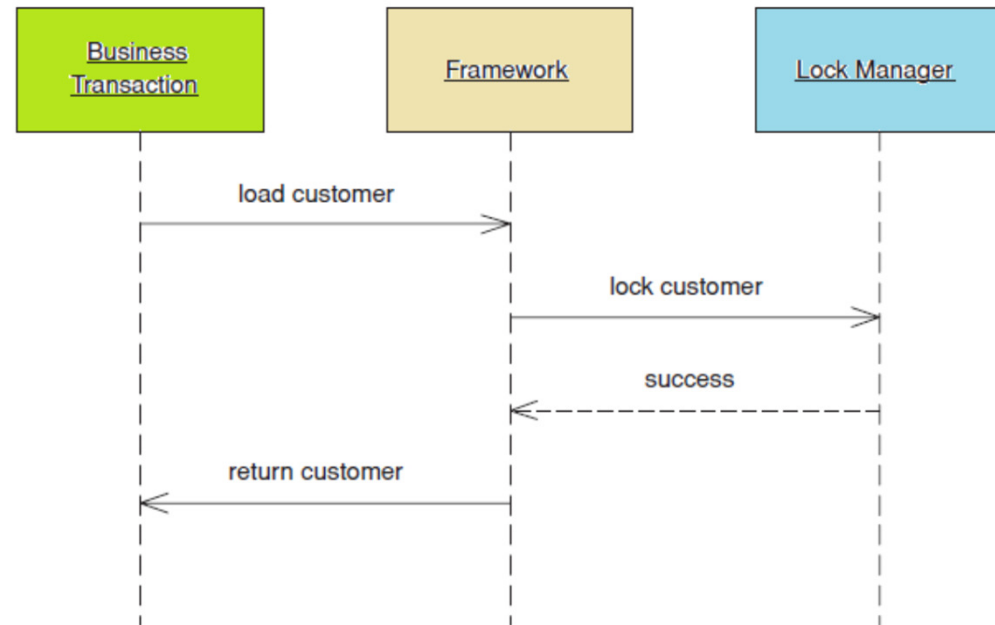 Business
Transaction
Framework
Lock Manager
load customer
lock customer
success
return customer